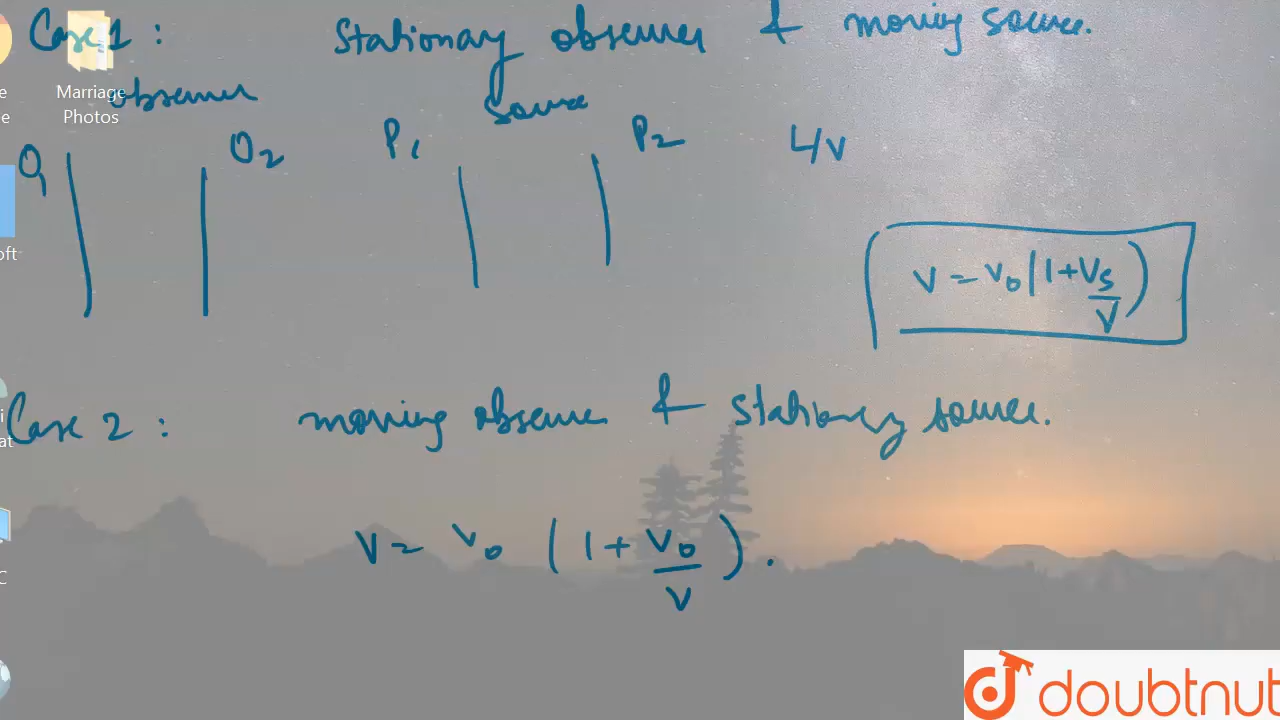 Case 1 : Stationary observer & moving source.
Marriage
Photos
observer source
O1 O2 P1 P2 4v
v = v0 (1 + Vs/V)
Case 2 : moving observer & stationary source.
v = v0 (1 + V0/V).
doubtnut